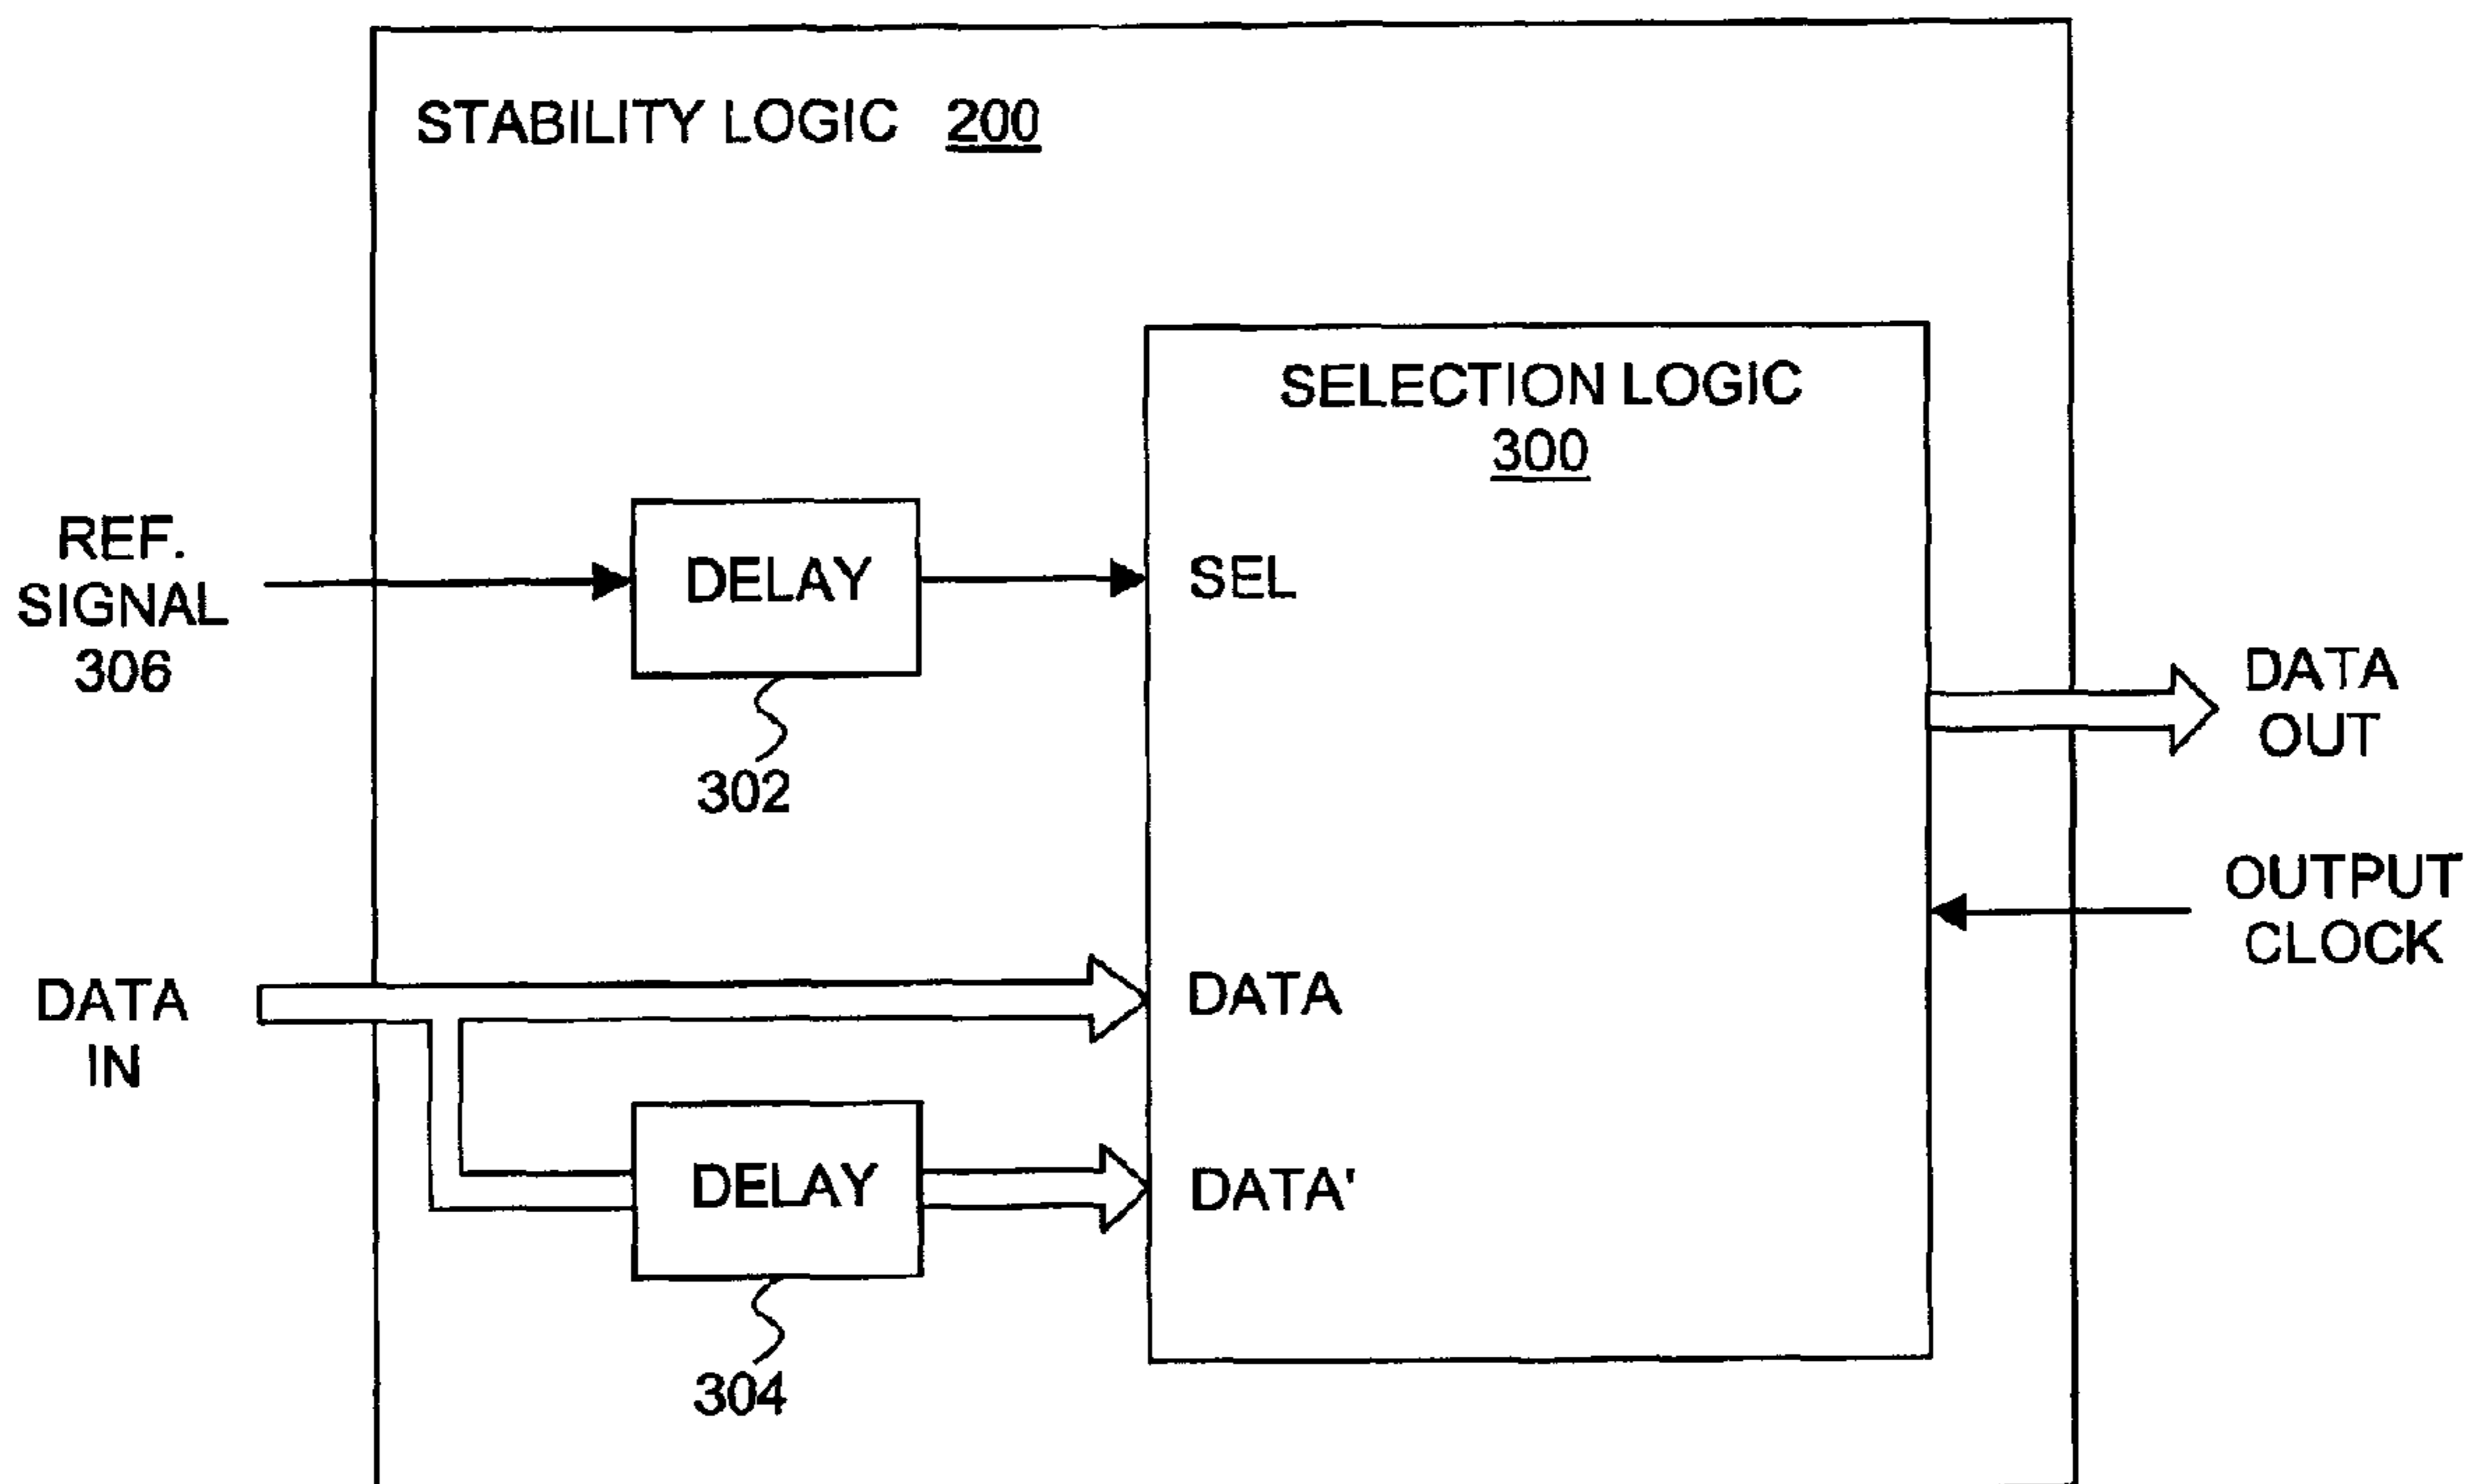 STABILITY LOGIC 200
SELECTION LOGIC
300
REF.
SIGNAL
306
DELAY
SEL
302
DATA
OUT
OUTPUT
CLOCK
DATA
IN
DATA
DELAY
DATA'
304